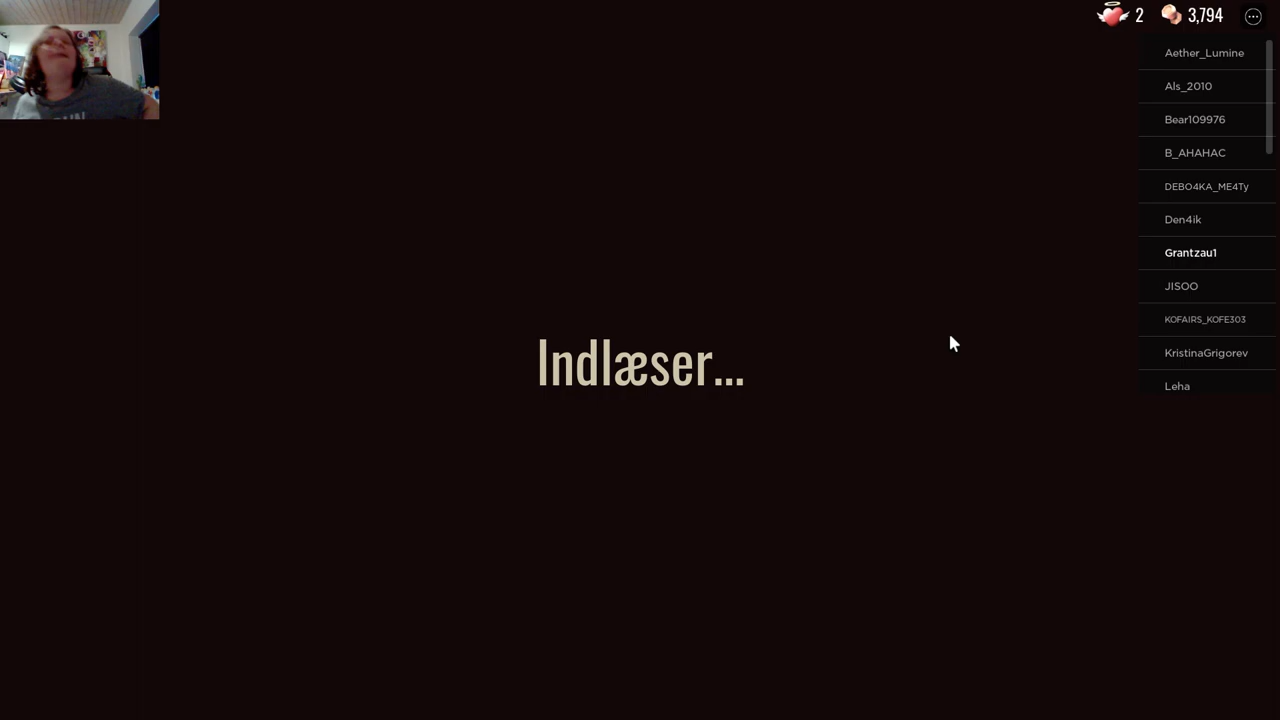 2 3,794
Aether_Lumine
Als_2010
Bear109976
B_AHAHAC
DEBO4KA_ME4Ty
Den4ik
Grantzau1
JISOO
KOFAIRS_KOFE303
KristinaGrigorev
Leha
Indlæser...